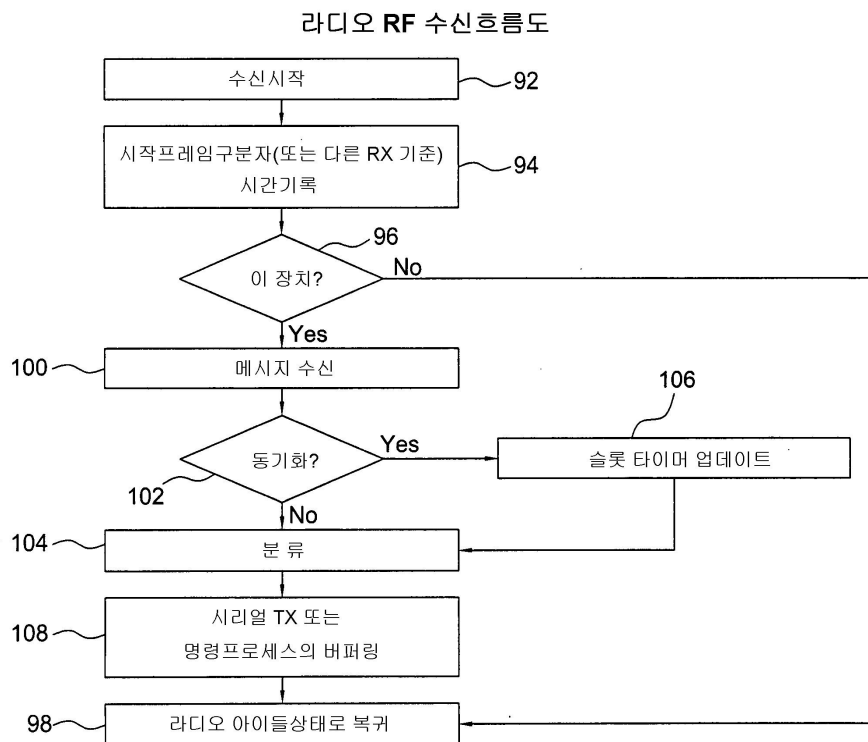 라디오 RF 수신흐름도
수신시작
92
시작프레임구분자(또는 다른 RX 기준)
시간기록
94
96
이 장치?
No
Yes
100
메시지 수신
106
동기화?
Yes
슬롯 타이머 업데이트
102
No
104
분 류
시리얼 TX 또는
명령프로세스의 버퍼링
108
98
라디오 아이들상태로 복귀